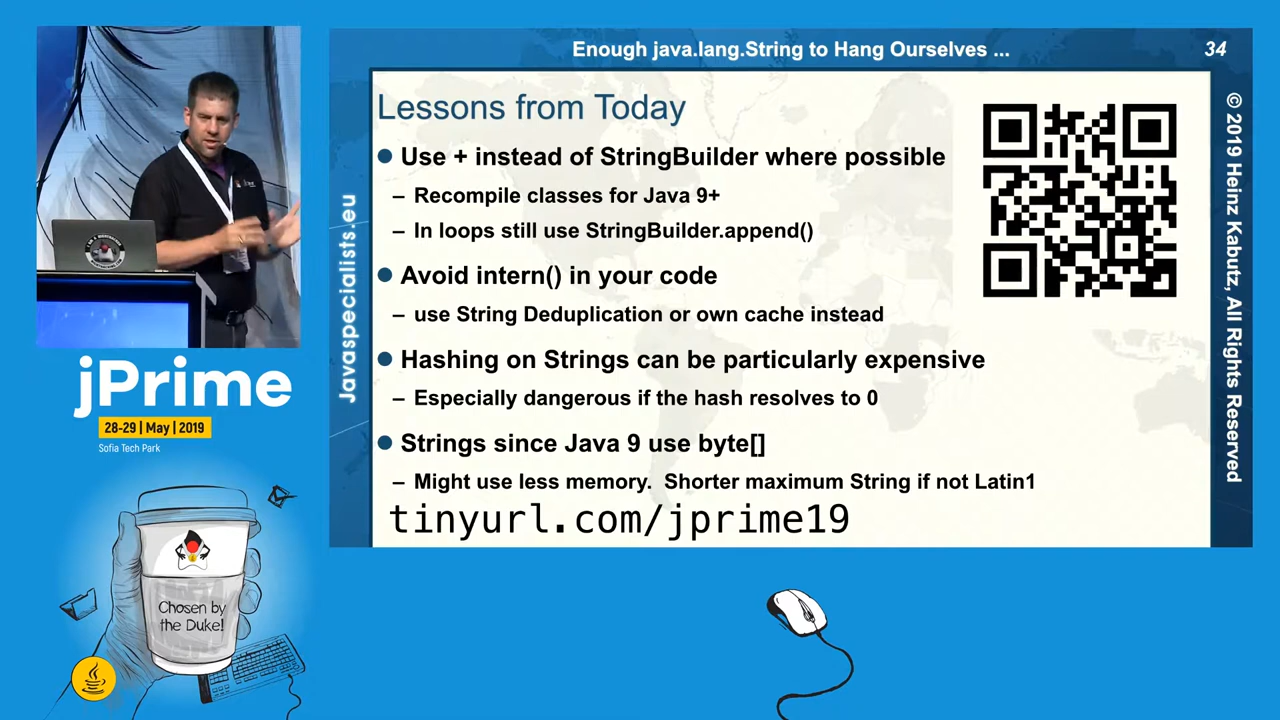 Enough java.lang.String to Hang Ourselves ...
34
Lessons from Today
Use + instead of StringBuilder where possible
– Recompile classes for Java 9+
– In loops still use StringBuilder.append()
Avoid intern() in your code
– use String Deduplication or own cache instead
Hashing on Strings can be particularly expensive
– Especially dangerous if the hash resolves to 0
Strings since Java 9 use byte[]
– Might use less memory.  Shorter maximum String if not Latin1
tinyurl.com/jprime19
Javaspecialists.eu
© 2019 Heinz Kabutz, All Rights Reserved
jPrime
28-29 | May | 2019
Sofia Tech Park
Chosen by
the Duke!